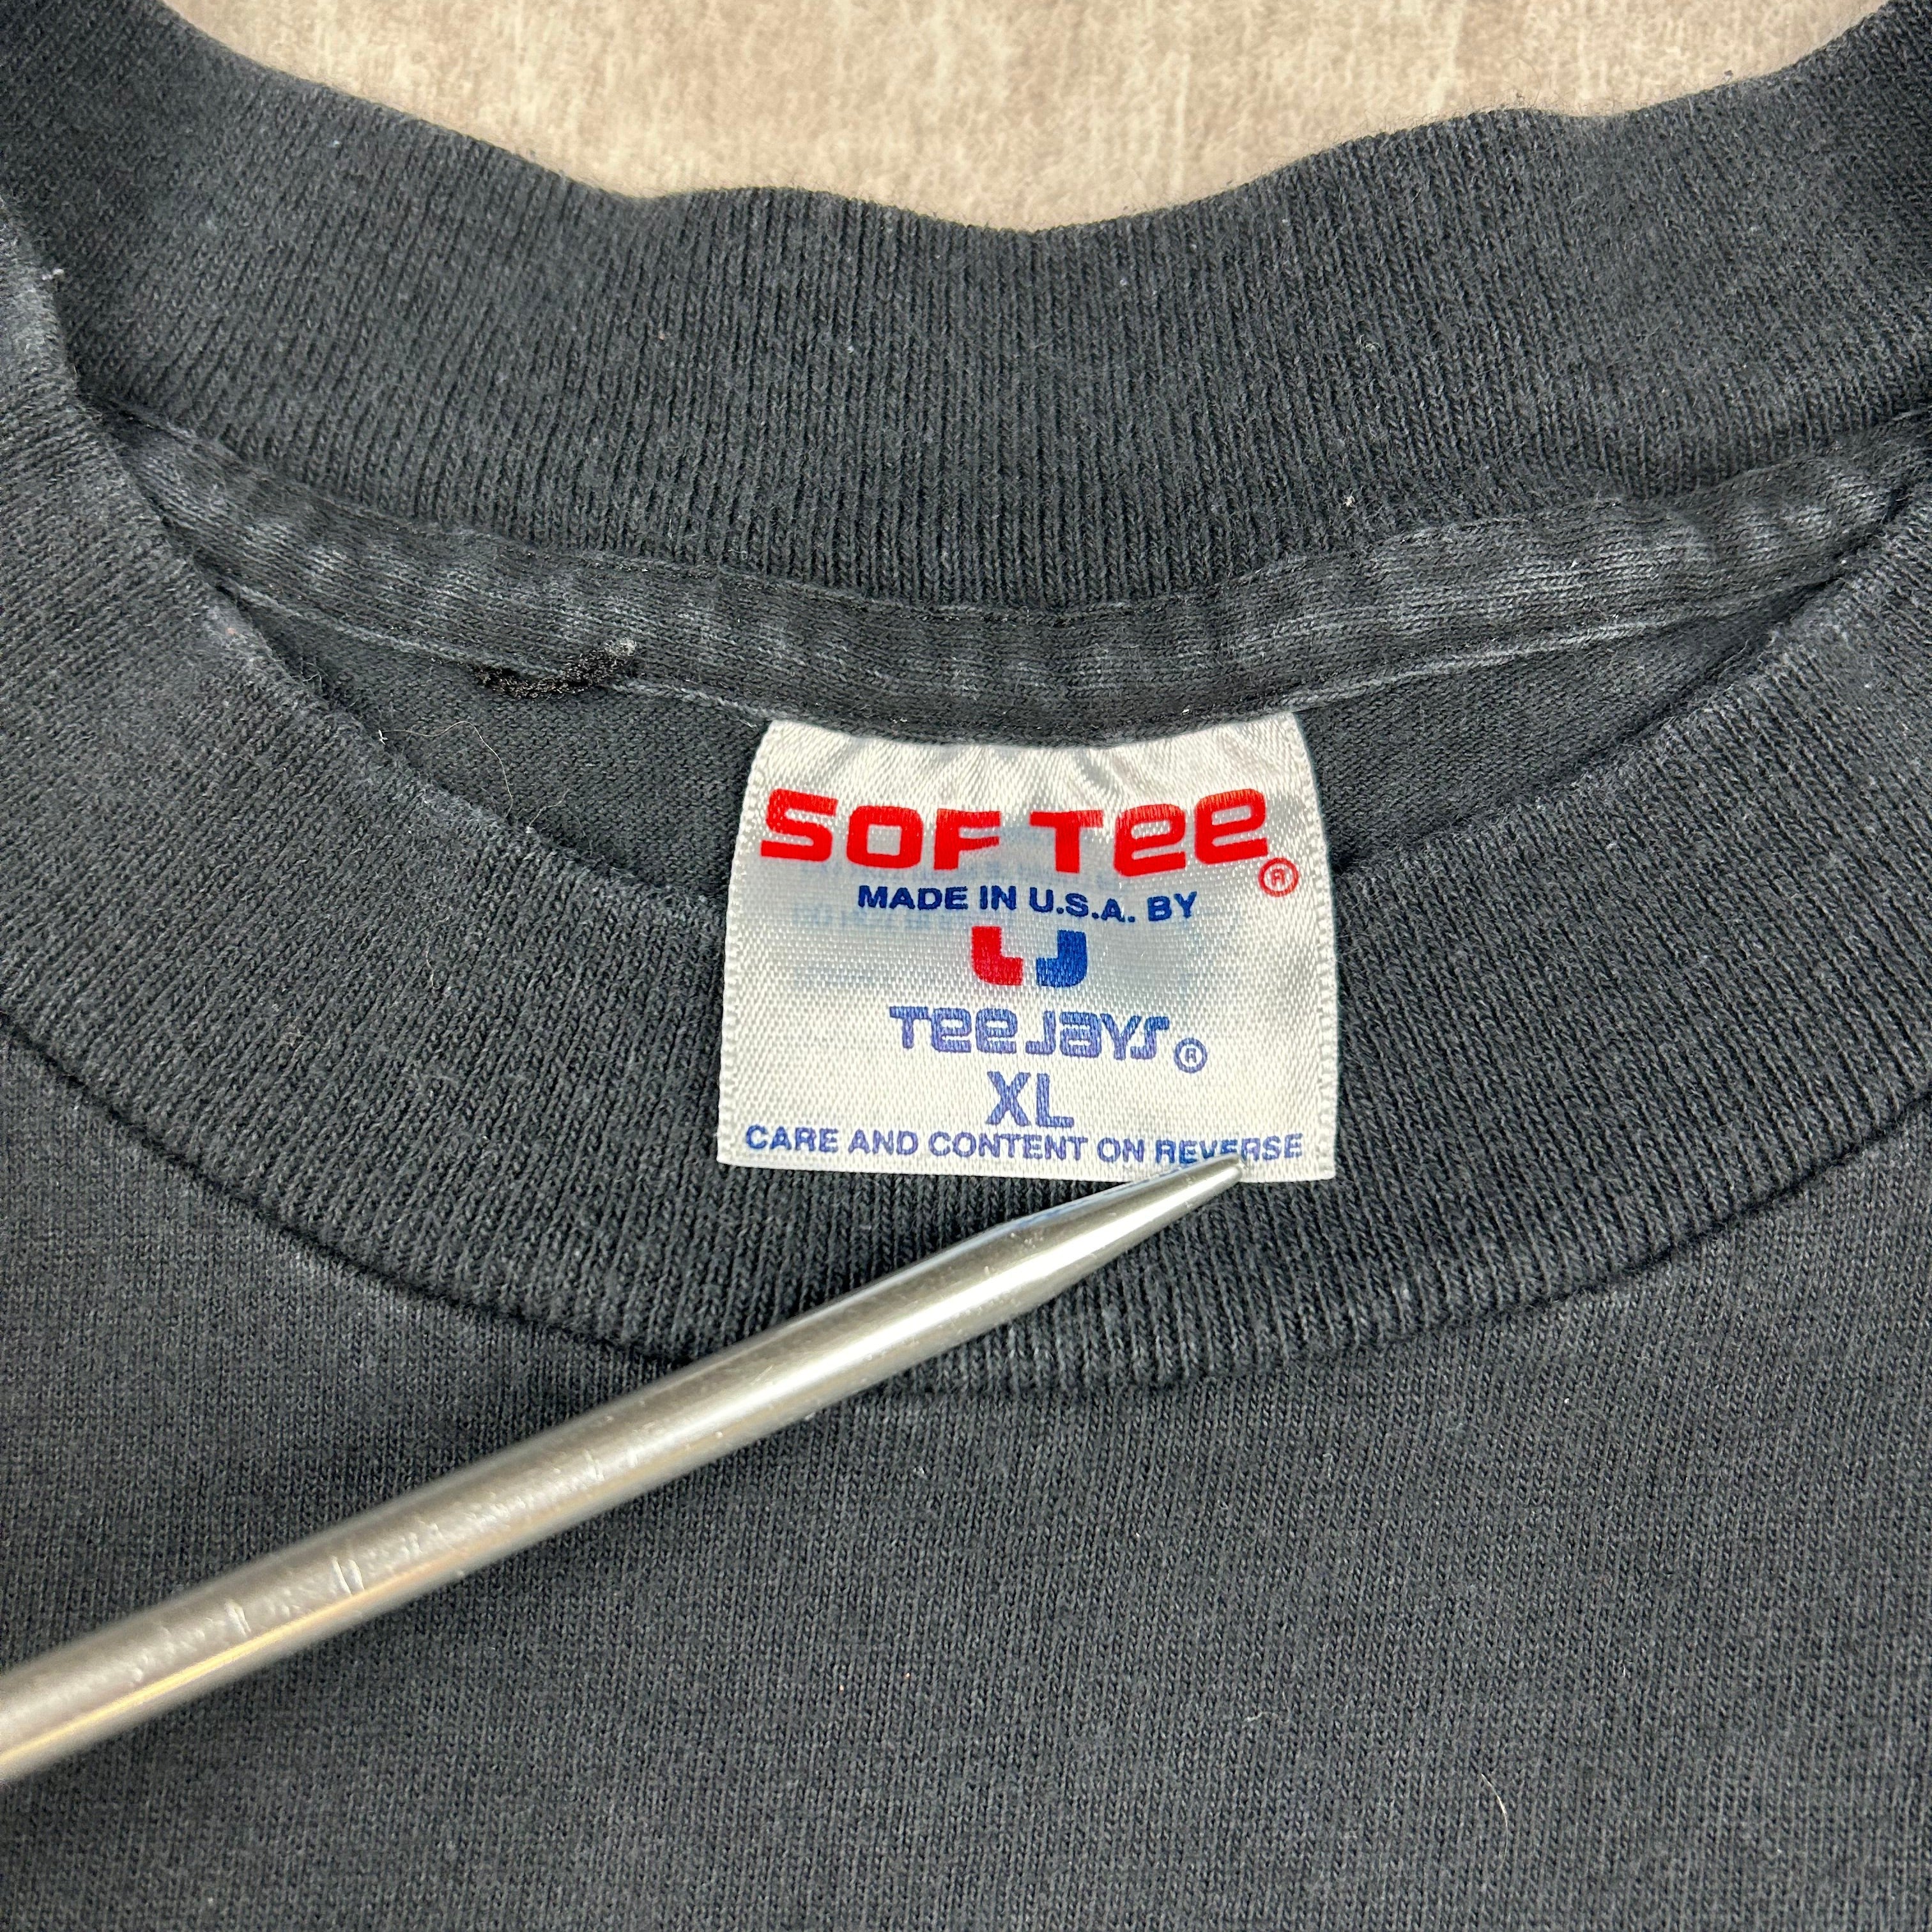 SOF TEE ®
MADE IN U.S.A. BY
TEE JAYS ®
XL
CARE AND CONTENT ON REVERSE